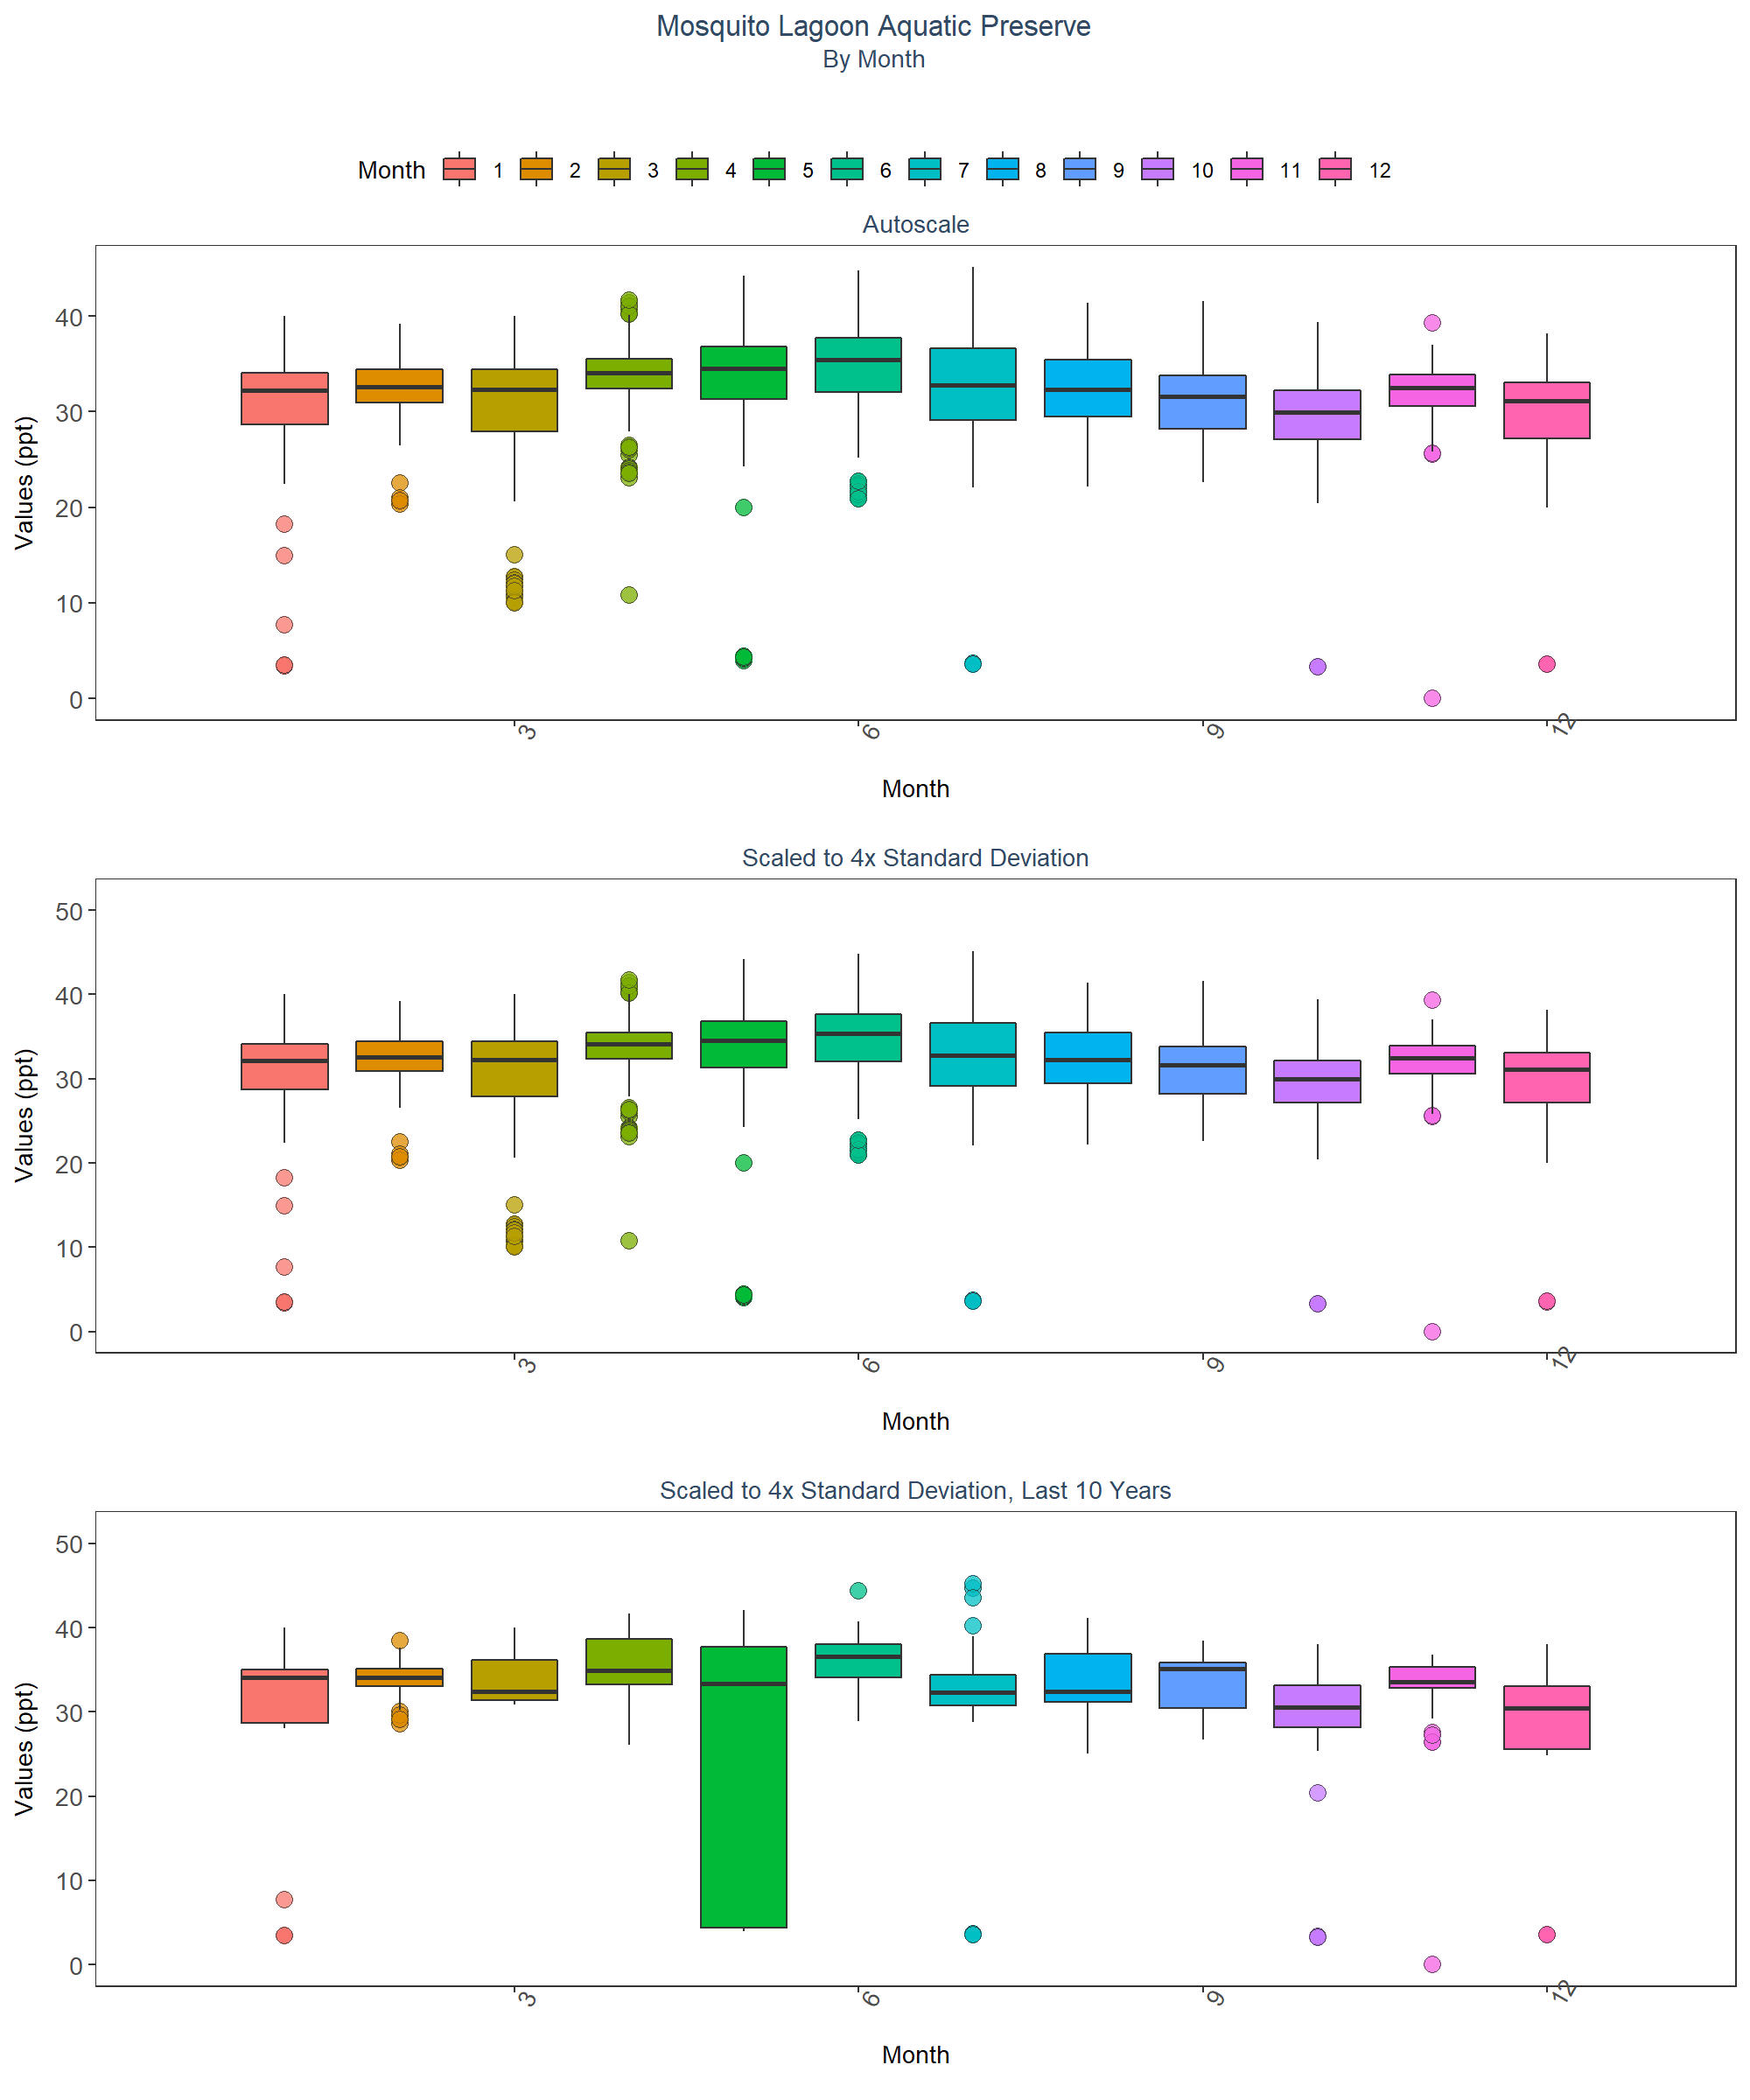 Mosquito Lagoon Aquatic Preserve
By Month
Month 1 2 3 4 5 6 7 8 9 10 11 12
Autoscale
Values (ppt)
40
30
20
10
0
3 6 9 12
Month
Scaled to 4x Standard Deviation
Values (ppt)
50
40
30
20
10
0
3 6 9 12
Month
Scaled to 4x Standard Deviation, Last 10 Years
Values (ppt)
50
40
30
20
10
0
3 6 9 12
Month